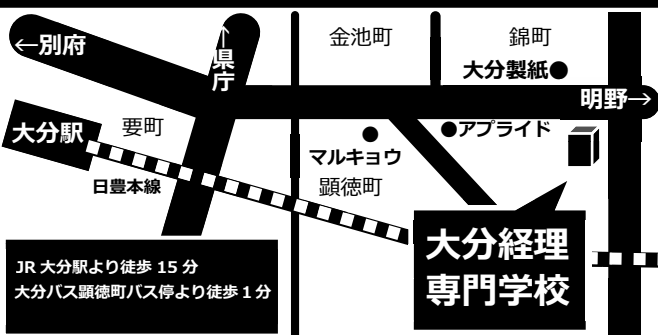 ←別府
↑県庁
金池町
錦町
大分製紙●
明野→
大分駅
要町
●アプライド
マルキョウ
顕徳町
日豊本線
大分経理
専門学校
JR 大分駅より徒歩 15 分
大分バス顕徳町バス停より徒歩 1 分